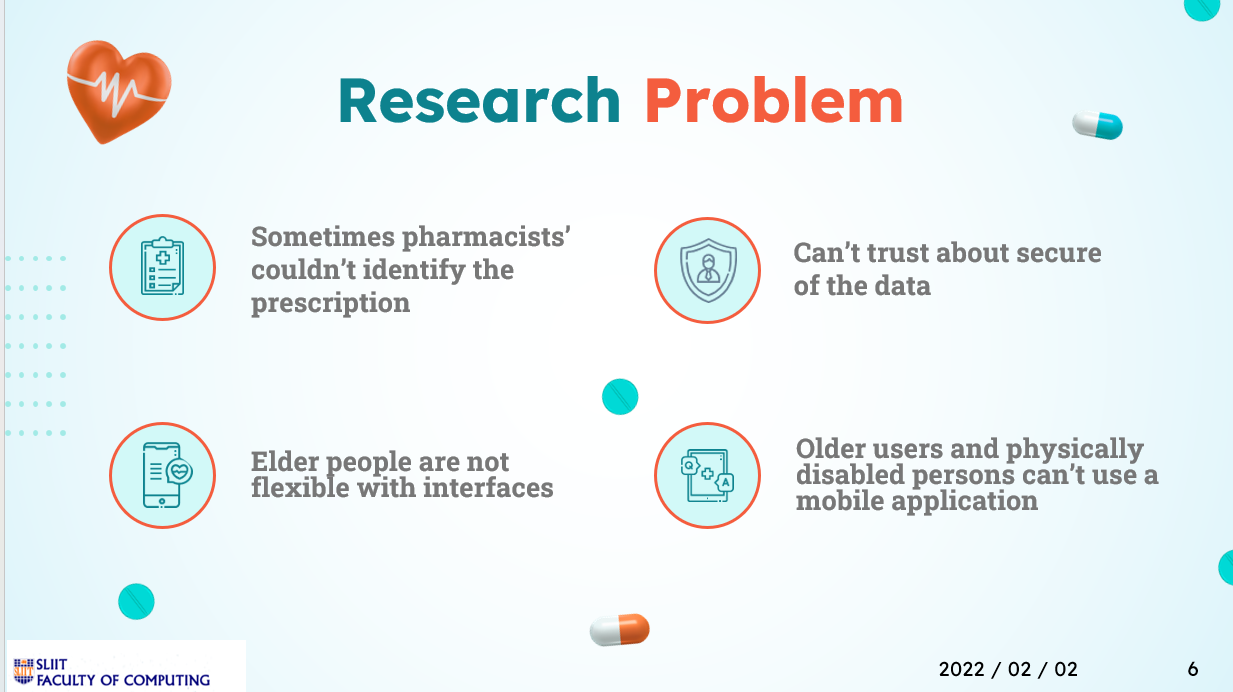 Research Problem
Sometimes pharmacists’
couldn’t identify the
prescription
Can’t trust about secure
of the data
Elder people are not
flexible with interfaces
Older users and physically
disabled persons can’t use a
mobile application
Q
A
SLIIT
FACULTY OF COMPUTING
2022 / 02 / 02
6